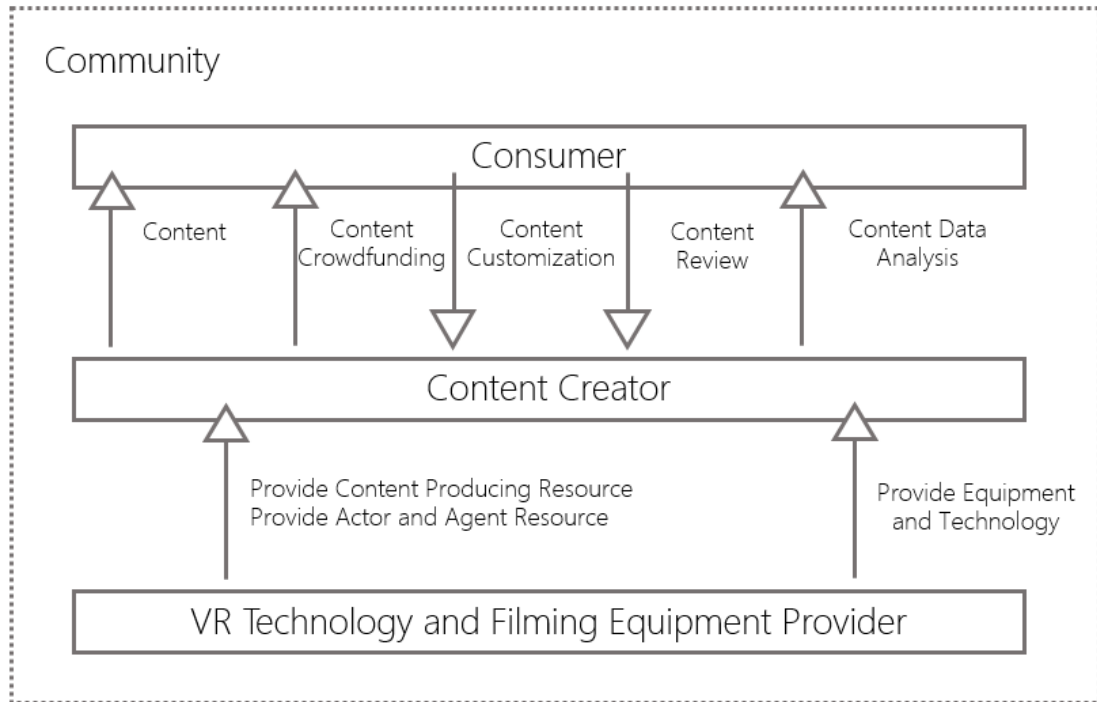 Community
Consumer
Content
Content
Crowdfunding
Content
Customization
Content
Review
Content Data
Analysis
Content Creator
Provide Content Producing Resource
Provide Actor and Agent Resource
Provide Equipment
and Technology
VR Technology and Filming Equipment Provider